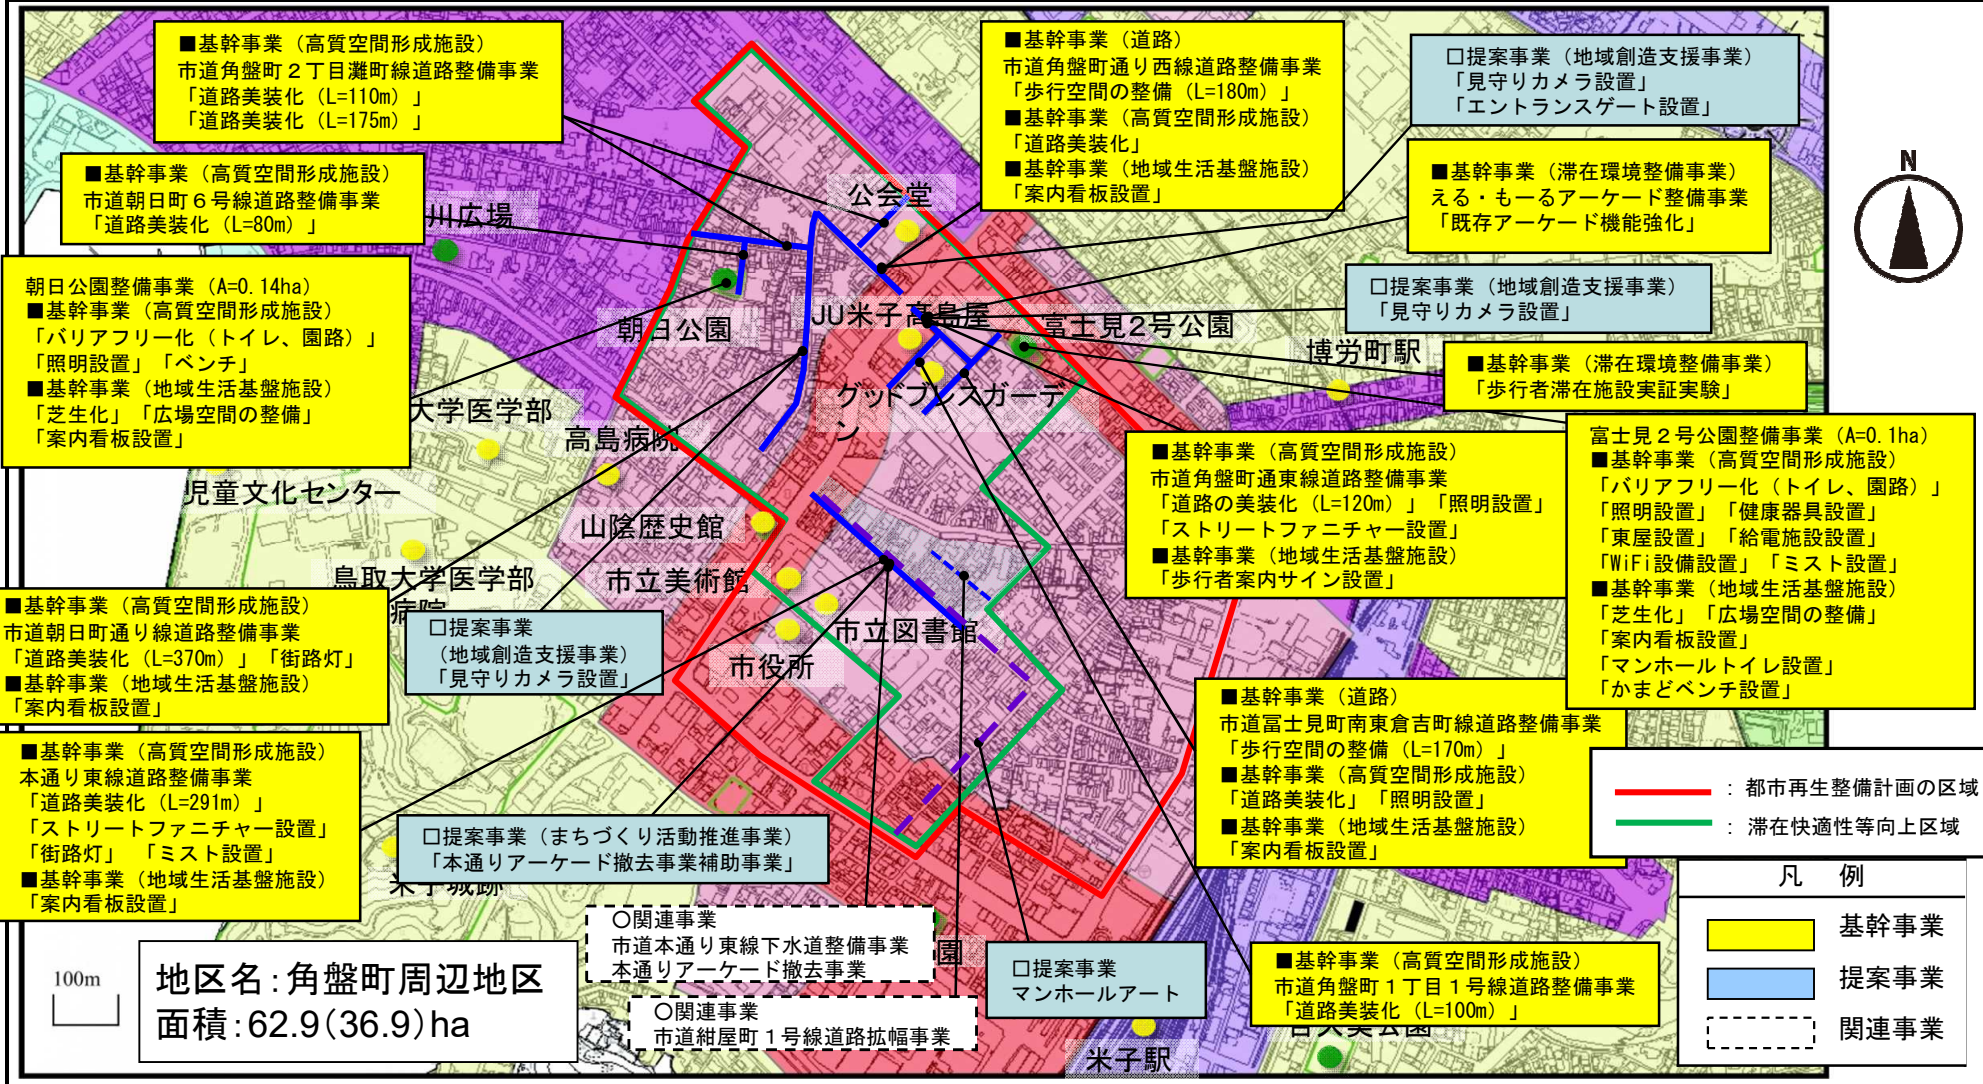 ■基幹事業（高質空間形成施設）
市道角盤町２丁目灘町線道路整備事業
「道路美装化（L=110m）」
「道路美装化（L=175m）」
■基幹事業（道路）
市道角盤町通り西線道路整備事業
「歩行空間の整備（L=180m）」
■基幹事業（高質空間形成施設）
「道路美装化」
■基幹事業（地域生活基盤施設）
「案内看板設置」
□提案事業（地域創造支援事業）
「見守りカメラ設置」
「エントランスゲート設置」
■基幹事業（高質空間形成施設）
市道朝日町６号線道路整備事業
「道路美装化（L=80m）」
■基幹事業（滞在環境整備事業）
える・もーるアーケード整備事業
「既存アーケード機能強化」
N
川広場
公会堂
朝日公園整備事業（A=0.14ha）
■基幹事業（高質空間形成施設）
「バリアフリー化（トイレ、園路）」
「照明設置」「ベンチ」
■基幹事業（地域生活基盤施設）
「芝生化」「広場空間の整備」
「案内看板設置」
□提案事業（地域創造支援事業）
「見守りカメラ設置」
朝日公園
JU米子高島屋
富士見２号公園
博労町駅
■基幹事業（滞在環境整備事業）
「歩行者滞在施設実証実験」
グッドブレスガーデン
大学医学部
高島病院
児童文化センター
山陰歴史館
鳥取大学医学部
病院
市立美術館
市立図書館
市役所
■基幹事業（高質空間形成施設）
市道角盤町通東線道路整備事業
「道路の美装化（L=120m）」「照明設置」
「ストリートファニチャー設置」
■基幹事業（地域生活基盤施設）
「歩行者案内サイン設置」
富士見２号公園整備事業（A=0.1ha）
■基幹事業（高質空間形成施設）
「バリアフリー化（トイレ、園路）」
「照明設置」「健康器具設置」
「東屋設置」「給電施設設置」
「WiFi設備設置」「ミスト設置」
■基幹事業（地域生活基盤施設）
「芝生化」「広場空間の整備」
「案内看板設置」
「マンホールトイレ設置」
「かまどベンチ設置」
■基幹事業（高質空間形成施設）
市道朝日町通り線道路整備事業
「道路美装化（L=370m）」「街路灯」
■基幹事業（地域生活基盤施設）
「案内看板設置」
□提案事業
（地域創造支援事業）
「見守りカメラ設置」
■基幹事業（道路）
市道冨士見町南東倉吉町線道路整備事業
「歩行空間の整備（L=170m）」
■基幹事業（高質空間形成施設）
「道路美装化」「照明設置」
■基幹事業（地域生活基盤施設）
「案内看板設置」
■基幹事業（高質空間形成施設）
本通り東線道路整備事業
「道路美装化（L=291m）」
「ストリートファニチャー設置」
「街路灯」　「ミスト設置」
■基幹事業（地域生活基盤施設）
「案内看板設置」
□提案事業（まちづくり活動推進事業）
「本通りアーケード撤去事業補助事業」
米子城跡
○関連事業
市道本通り東線下水道整備事業
本通りアーケード撤去事業
園
○関連事業
市道紺屋町１号線道路拡幅事業
□提案事業
マンホールアート
■基幹事業（高質空間形成施設）
市道角盤町１丁目１号線道路整備事業
「道路美装化（L=100m）」
米子駅
100m
地区名：角盤町周辺地区
面積：62.9（36.9）ha
：都市再生整備計画の区域
：滞在快適性等向上区域
凡　例
基幹事業
提案事業
関連事業